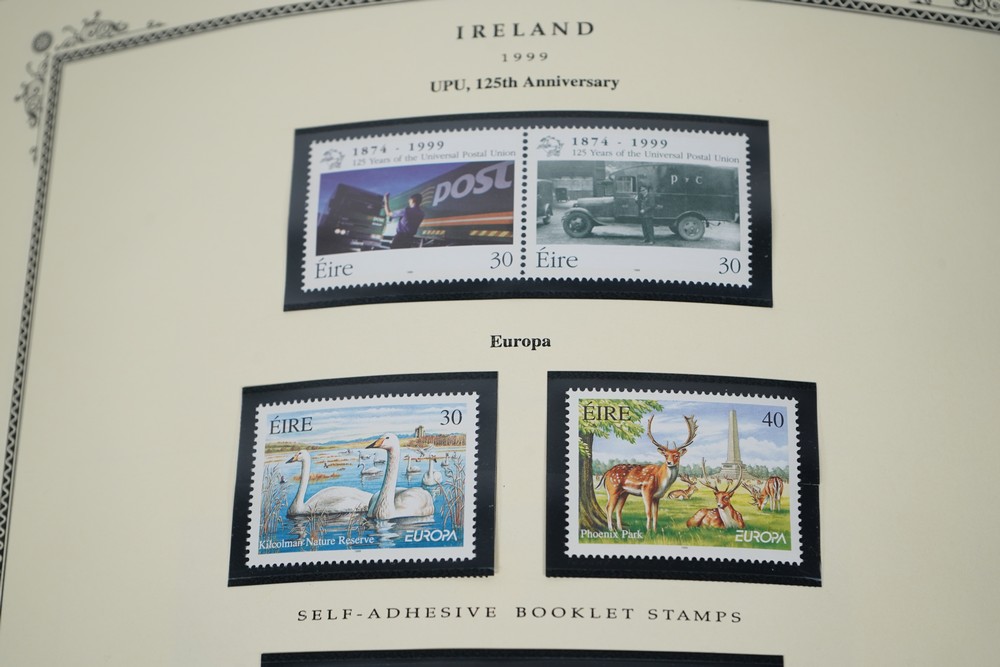 IRELAND
1999
UPU, 125th Anniversary
1874 - 1999
125 Years of the Universal Postal Union
POST
Éire 30
1874 - 1999
125 Years of the Universal Postal Union
P Y C
Éire 30
Europa
ÉIRE 30
Kilcolman Nature Reserve EUROPA
ÉIRE 40
Phoenix Park EUROPA
SELF-ADHESIVE BOOKLET STAMPS